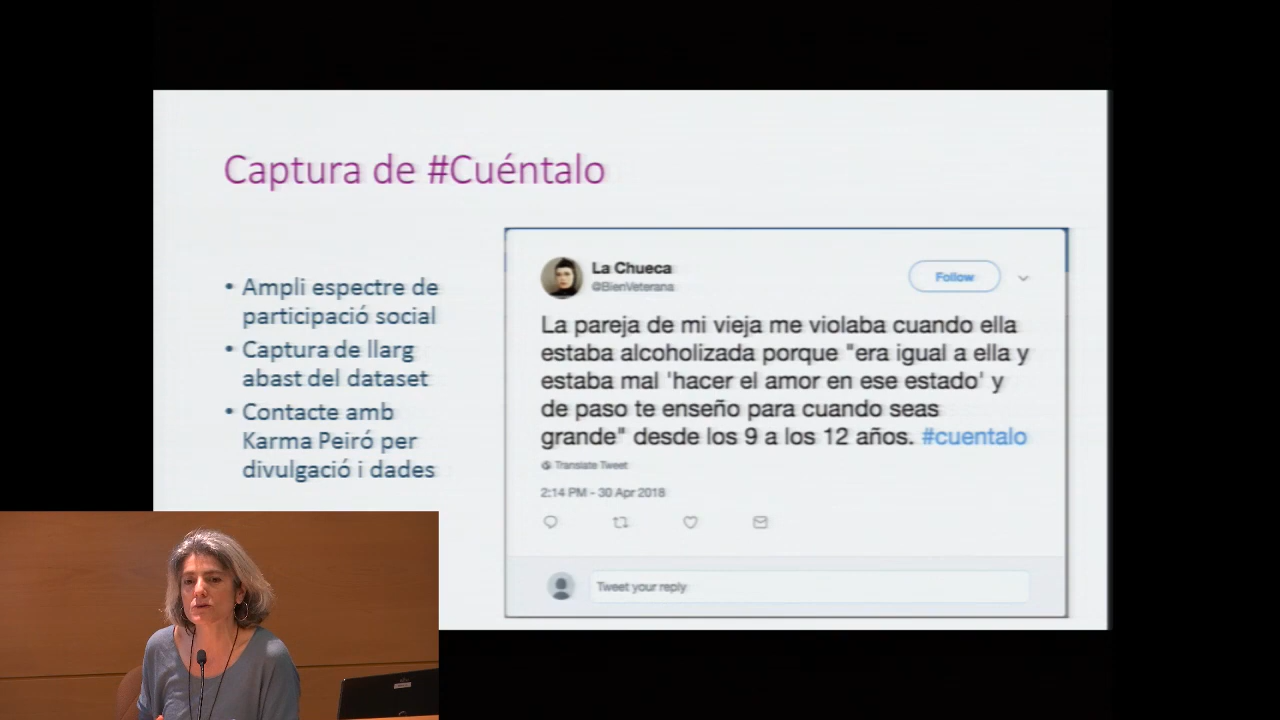 Captura de #Cuéntalo
• Ampli espectre de
participació social
• Captura de llarg
abast del dataset
• Contacte amb
Karma Peiró per
divulgació i dades
La Chueca
@BienVeterana
Follow
La pareja de mi vieja me violaba cuando ella
estaba alcoholizada porque "era igual a ella y
estaba mal 'hacer el amor en ese estado' y
de paso te enseño para cuando seas
grande" desde los 9 a los 12 años. #cuentalo
Translate Tweet
2:14 PM - 30 Apr 2018
Tweet your reply